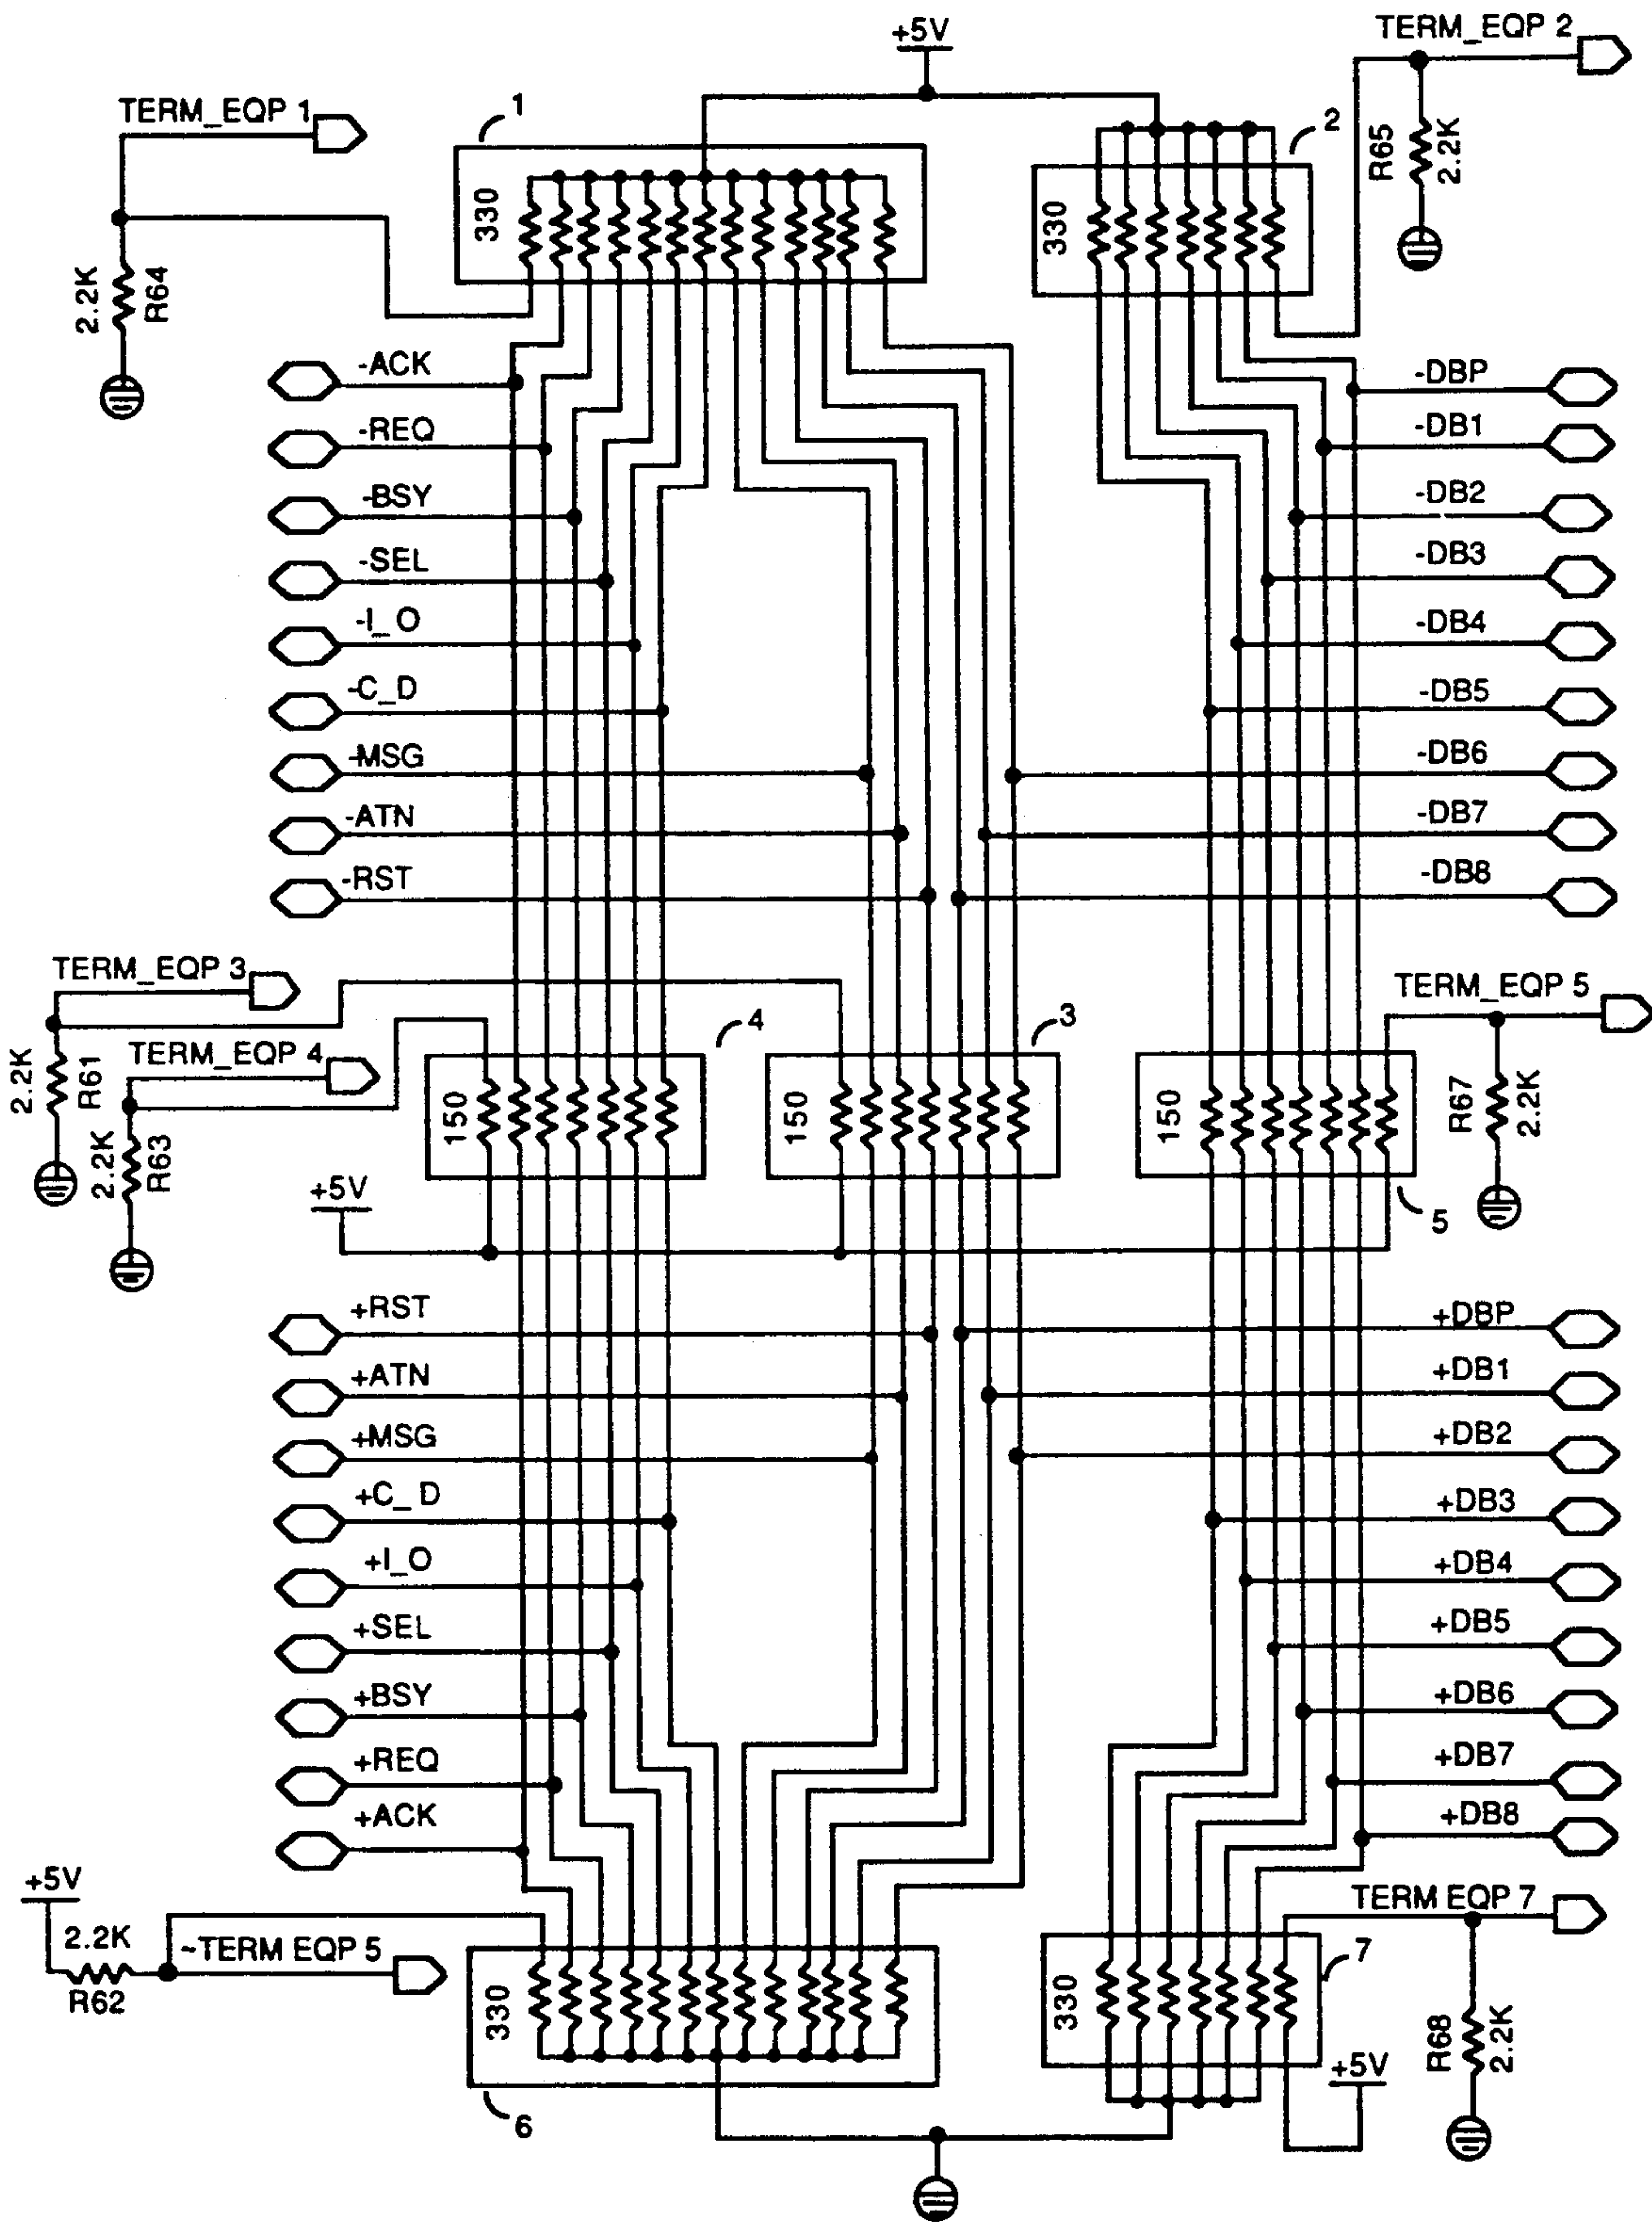 +5V
TERM_EQP 2
TERM_EQP 1
1
2
R65
2.2K
330
330
2.2K
R64
-ACK
-DBP
-REQ
-DB1
-BSY
-DB2
-SEL
-DB3
-I_O
-DB4
-C_D
-DB5
-MSG
-DB6
-ATN
-DB7
-RST
-DB8
TERM_EQP 3
TERM_EQP 5
4
3
TERM_EQP 4
2.2K
R61
150
150
150
R67
2.2K
2.2K
R63
+5V
5
+RST
+DBP
+ATN
+DB1
+MSG
+DB2
+C_D
+DB3
+I_O
+DB4
+SEL
+DB5
+BSY
+DB6
+REQ
+DB7
+ACK
+DB8
+5V
TERM EQP 7
2.2K
~TERM EQP 5
7
R62
330
330
R68
2.2K
+5V
6